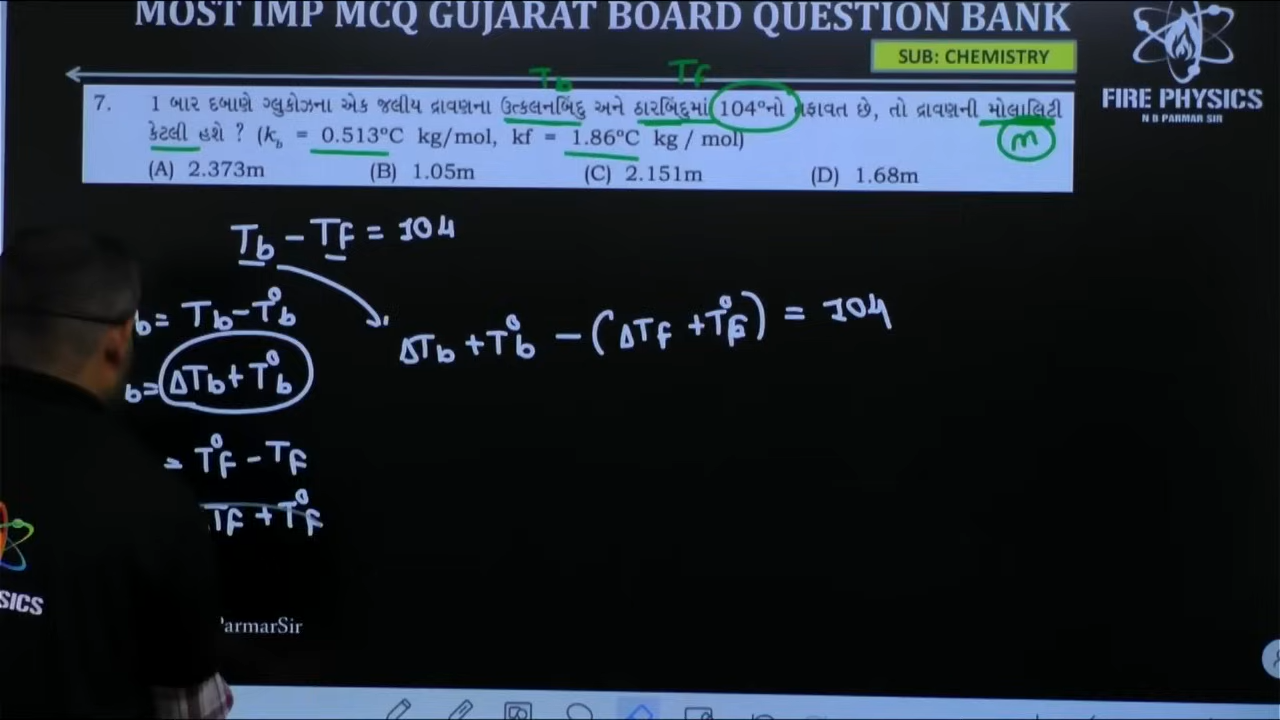 MOST IMP MCQ GUJARAT BOARD QUESTION BANK
SUB: CHEMISTRY
FIRE PHYSICS
N B PARMAR SIR
Tb Tf
7. 1 બાર દબાણે ગ્લુકોઝના એક જલીય દ્રાવણના ઉત્કલનબિંદુ અને ઠારબિંદુમાં 104°નો તફાવત છે, તો દ્રાવણની મોલાલિટી
કેટલી હશે ? (kb = 0.513°C kg/mol, kf = 1.86°C kg / mol)
m
(A) 2.373m (B) 1.05m (C) 2.151m (D) 1.68m
Tb - Tf = 104
b = Tb - T°b
b = ΔTb + T°b
ΔTb + T°b - (ΔTf + T°f) = 104
= T°f - Tf
Tf + T°f
SICS
ParmarSir